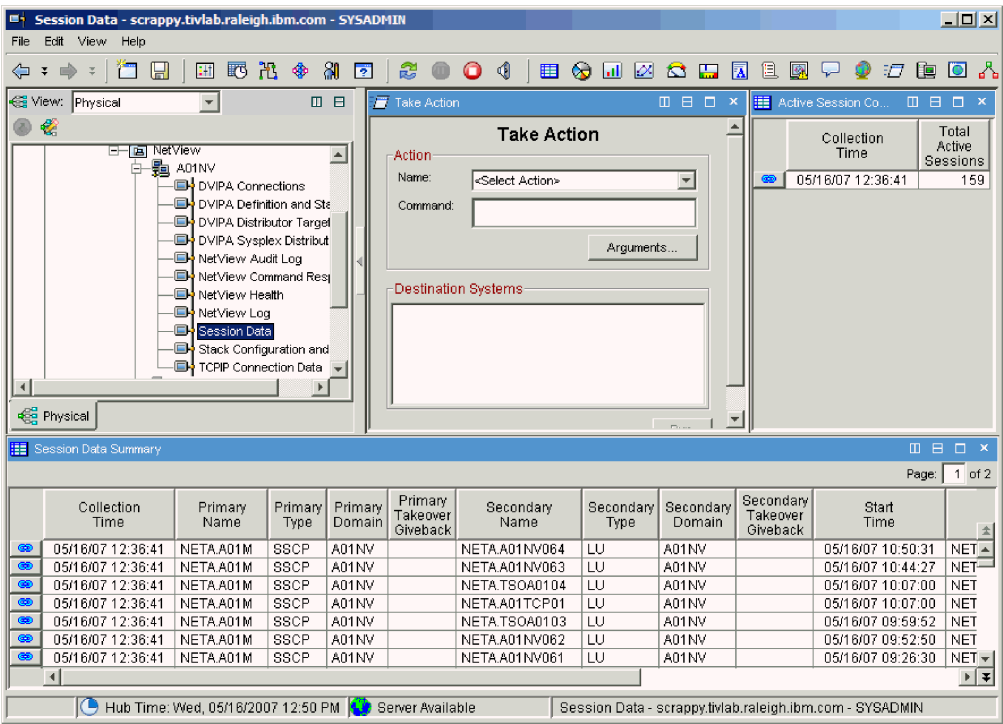 Session Data - scrappy.tivlab.raleigh.ibm.com - SYSADMIN
File Edit View Help
View: Physical
NetView
A01NV
DVIPA Connections
DVIPA Definition and Sta
DVIPA Distributor Target
DVIPA Sysplex Distribut
NetView Audit Log
NetView Command Resp
NetView Health
NetView Log
Session Data
Stack Configuration and
TCPIP Connection Data
Physical
Take Action
Take Action
Action
Name: <Select Action>
Command:
Arguments...
Destination Systems
Active Session Co...
Collection Time Total Active Sessions
05/16/07 12:36:41 159
Session Data Summary
Page: 1 of 2
Collection Time Primary Name Primary Type Primary Domain Primary Takeover Giveback Secondary Name Secondary Type Secondary Domain Secondary Takeover Giveback Start Time
05/16/07 12:36:41 NETA.A01M SSCP A01NV NETA.A01NV064 LU A01NV 05/16/07 10:50:31 NET
05/16/07 12:36:41 NETA.A01M SSCP A01NV NETA.A01NV063 LU A01NV 05/16/07 10:44:27 NET
05/16/07 12:36:41 NETA.A01M SSCP A01NV NETA.TSOA0104 LU A01NV 05/16/07 10:07:00 NET
05/16/07 12:36:41 NETA.A01M SSCP A01NV NETA.A01TCP01 LU A01NV 05/16/07 10:07:00 NET
05/16/07 12:36:41 NETA.A01M SSCP A01NV NETA.TSOA0103 LU A01NV 05/16/07 09:59:52 NET
05/16/07 12:36:41 NETA.A01M SSCP A01NV NETA.A01NV062 LU A01NV 05/16/07 09:52:50 NET
05/16/07 12:36:41 NETA.A01M SSCP A01NV NETA.A01NV061 LU A01NV 05/16/07 09:26:30 NET
Hub Time: Wed, 05/16/2007 12:50 PM Server Available Session Data - scrappy.tivlab.raleigh.ibm.com - SYSADMIN